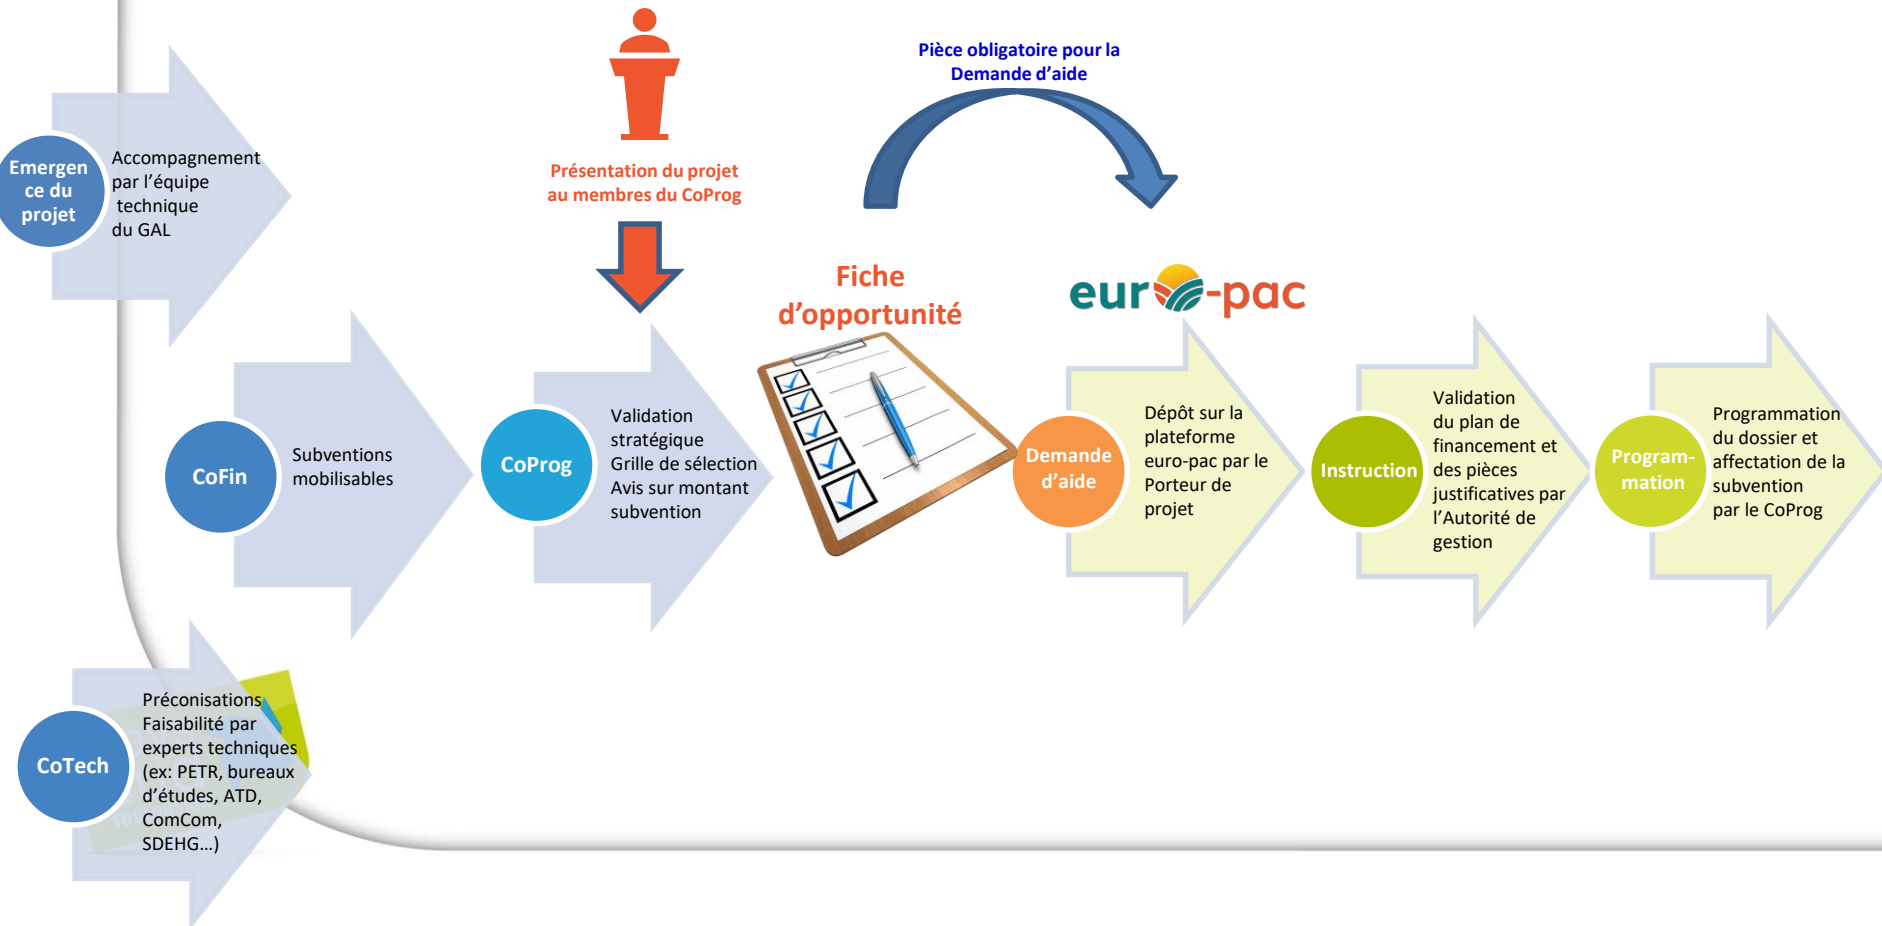 Emergen
ce du
projet
Accompagnement
par l'équipe
technique
du GAL
CoTech
Préconisations
Faisabilité par
experts techniques
(ex: PETR, bureaux
d'études, ATD,
ComCom,
SDEHG...)
CoFin
Subventions
mobilisables
Présentation du projet
au membres du CoProg
CoProg
Validation
stratégique
Grille de sélection
Avis sur montant
subvention
Fiche
d'opportunité
Pièce obligatoire pour la
Demande d'aide
euro-pac
Demande
d'aide
Dépôt sur la
plateforme
euro-pac par le
Porteur de
projet
Instruction
Validation
du plan de
financement et
des pièces
justificatives par
l'Autorité de
gestion
Program-
mation
Programmation
du dossier et
affectation de la
subvention
par le CoProg